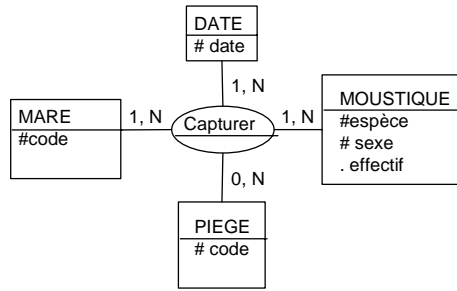 DATE
# date
1, N
MARE
#code
1, N
Capturer
1, N
MOUSTIQUE
#espèce
# sexe
. effectif
0, N
PIEGE
# code